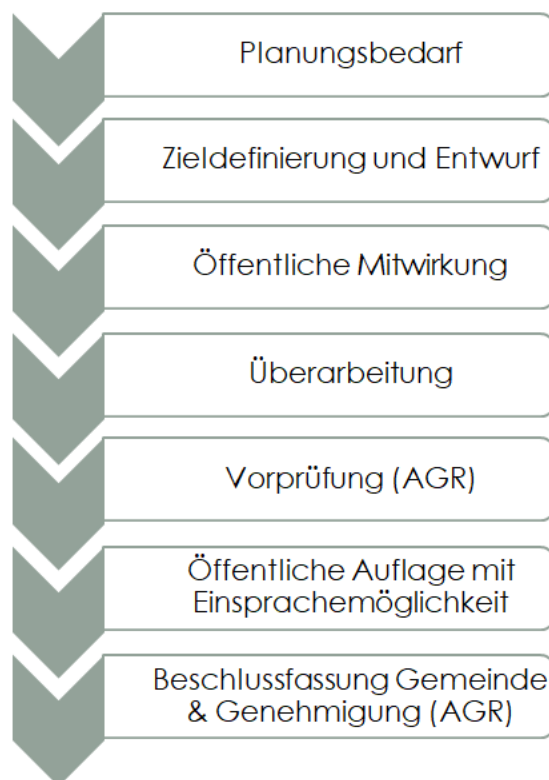 Planungsbedarf
Zieldefinierung und Entwurf
Öffentliche Mitwirkung
Überarbeitung
Vorprüfung (AGR)
Öffentliche Auflage mit
Einsprachemöglichkeit
Beschlussfassung Gemeinde
& Genehmigung (AGR)